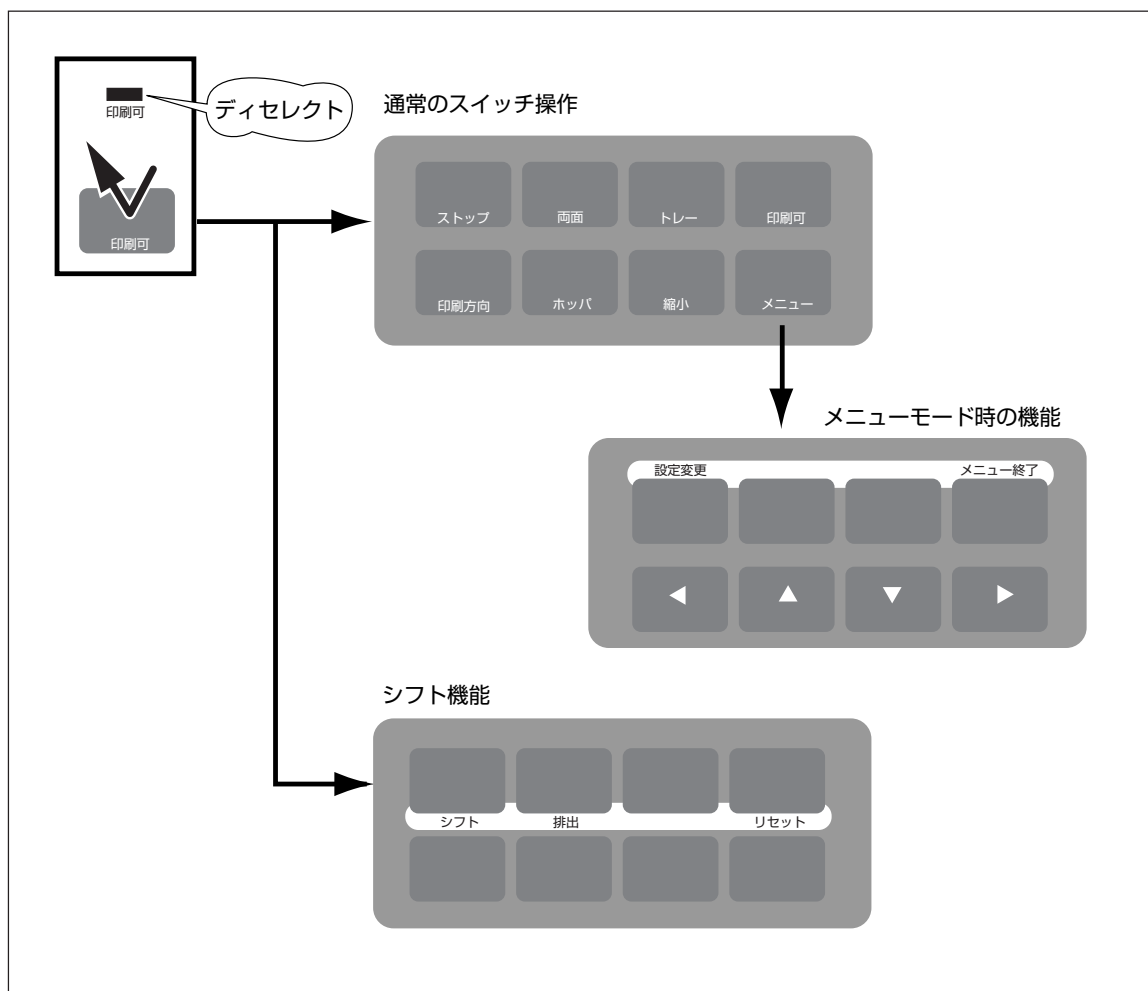 印刷可
ディセレクト
印刷可
通常のスイッチ操作
ストップ 両面 トレー 印刷可
印刷方向 ホッパ 縮小 メニュー
メニューモード時の機能
設定変更 メニュー終了
◀ ▲ ▼ ▶
シフト機能
シフト 排出 リセット